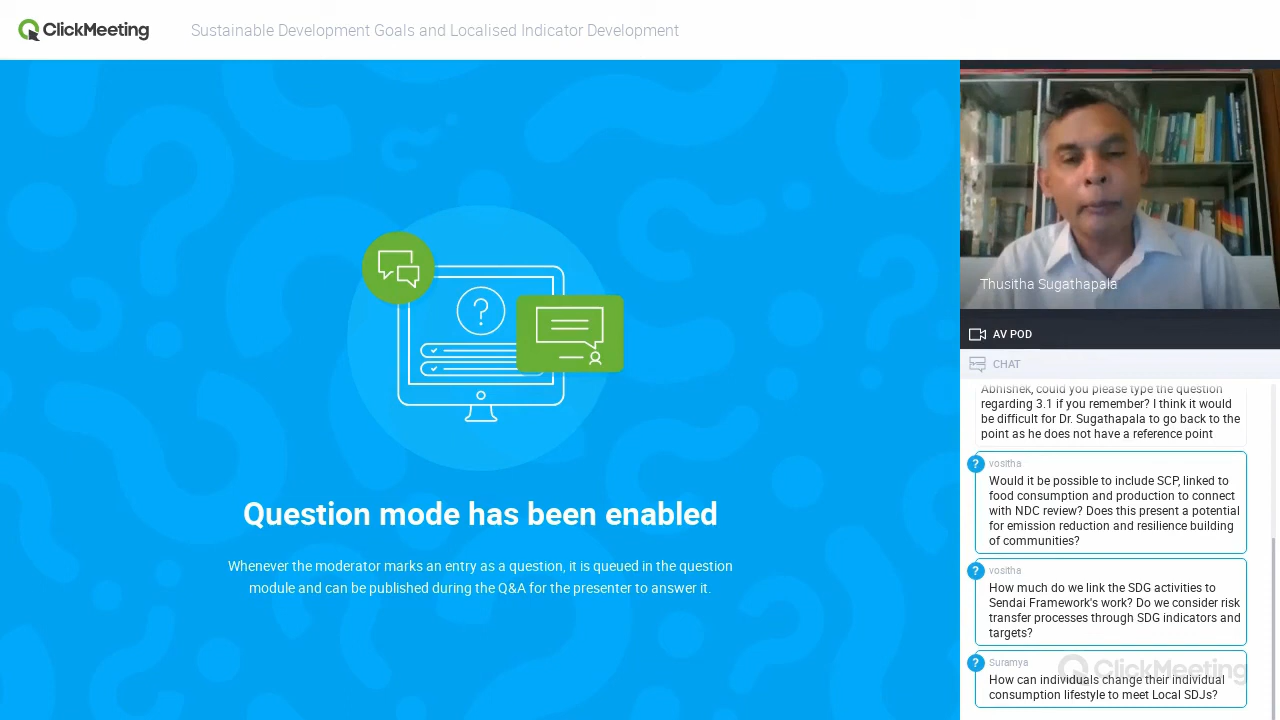 ClickMeeting
Sustainable Development Goals and Localised Indicator Development
Thusitha Sugathapala
AV POD
CHAT
Abhishek, could you please type the question
regarding 3.1 if you remember? I think it would
be difficult for Dr. Sugathapala to go back to the
point as he does not have a reference point
? vositha
Would it be possible to include SCP, linked to
food consumption and production to connect
with NDC review? Does this present a potential
for emission reduction and resilience building
of communities?
? vositha
How much do we link the SDG activities to
Sendai Framework's work? Do we consider risk
transfer processes through SDG indicators and
targets?
? Suramya
How can individuals change their individual
consumption lifestyle to meet Local SDJs?
ClickMeeting
?
Question mode has been enabled
Whenever the moderator marks an entry as a question, it is queued in the question
module and can be published during the Q&A for the presenter to answer it.